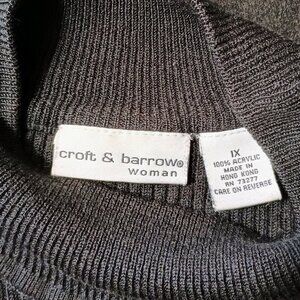 croft & barrow®
woman
1X
100% ACRYLIC
MADE IN
HONG KONG
RN 73277
CARE ON REVERSE